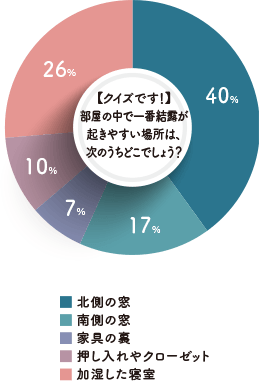 26%
40%
【クイズです！】
部屋の中で一番結露が
起きやすい場所は、
次のうちどこでしょう？
10%
7%
17%
北側の窓
南側の窓
家具の裏
押し入れやクローゼット
加湿した寝室